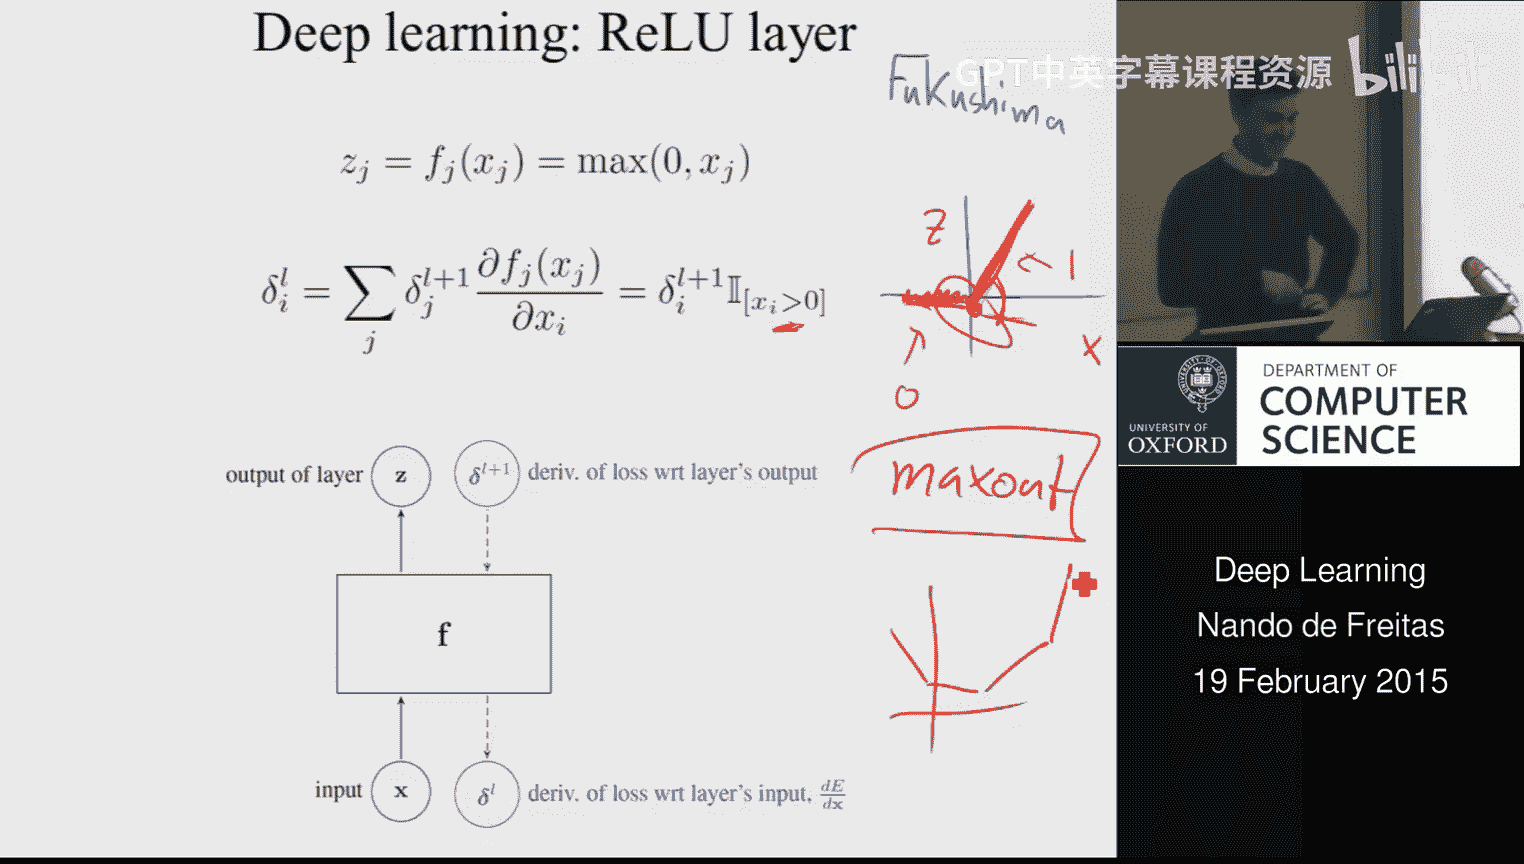 Deep learning: ReLU layer
Fukushima
GPT中英字幕课程资源
z_j = f_j(x_j) = max(0, x_j)
δ_i^l = ∑_j δ_j^{l+1} ∂f_j(x_j)/∂x_i = δ_i^{l+1} 𝕀_{[x_i>0]}
z
1
x
0
maxout
output of layer z δ^{l+1} deriv. of loss wrt layer's output
f
input x δ^l deriv. of loss wrt layer's input, dE/dx
UNIVERSITY OF
OXFORD
DEPARTMENT OF
COMPUTER
SCIENCE
Deep Learning
Nando de Freitas
19 February 2015